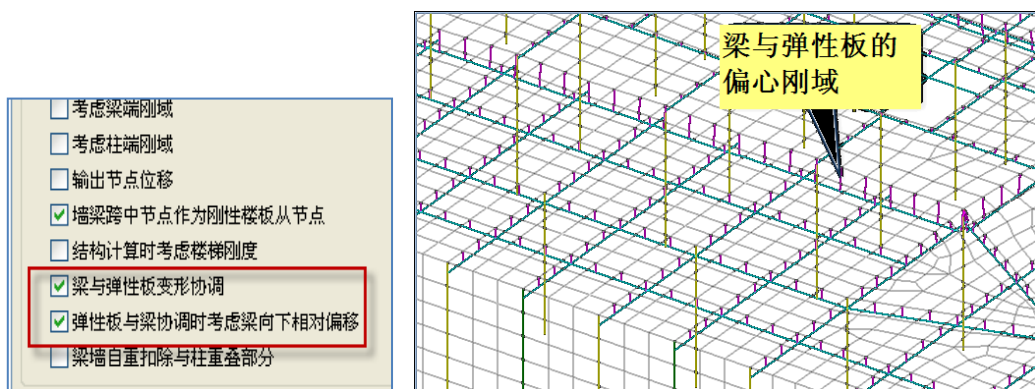 考虑梁端刚域
考虑柱端刚域
输出节点位移
墙梁跨中节点作为刚性楼板从节点
结构计算时考虑楼梯刚度
梁与弹性板变形协调
弹性板与梁协调时考虑梁向下相对偏移
梁墙自重扣除与柱重叠部分
梁与弹性板的
偏心刚域